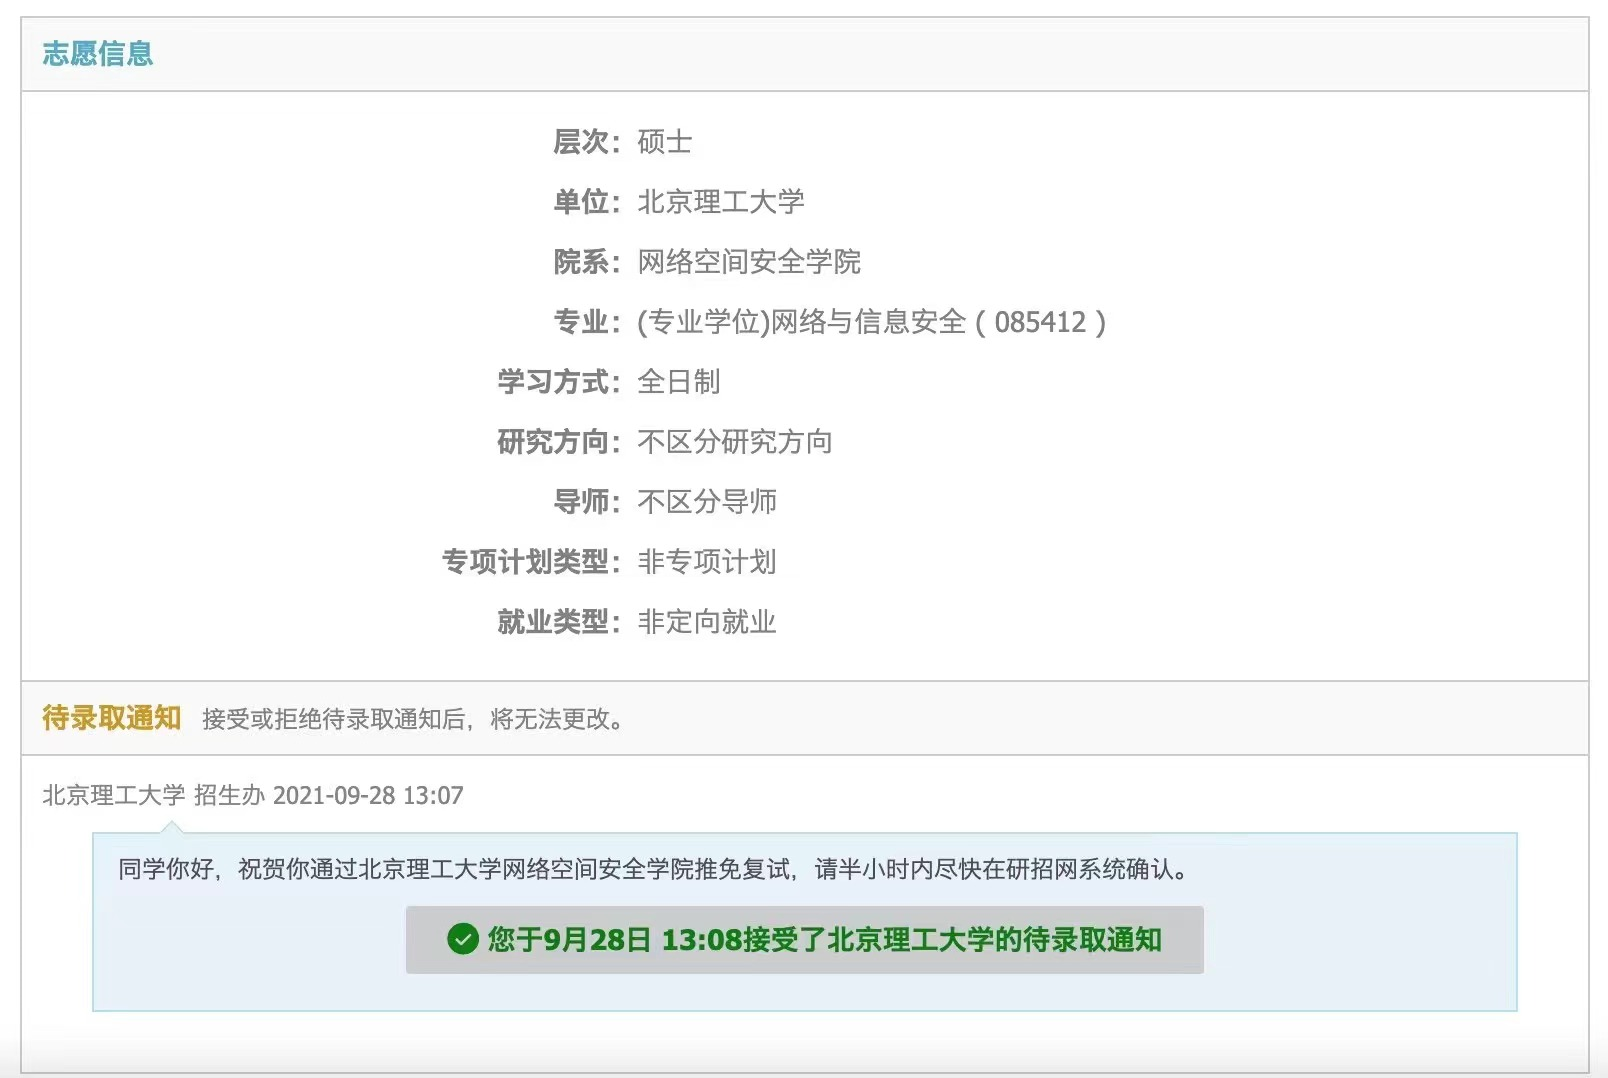 志愿信息
层次：硕士
单位：北京理工大学
院系：网络空间安全学院
专业：(专业学位)网络与信息安全 ( 085412 )
学习方式：全日制
研究方向：不区分研究方向
导师：不区分导师
专项计划类型：非专项计划
就业类型：非定向就业
待录取通知 接受或拒绝待录取通知后，将无法更改。
北京理工大学 招生办 2021-09-28 13:07
同学你好，祝贺你通过北京理工大学网络空间安全学院推免复试，请半小时内尽快在研招网系统确认。
您于9月28日 13:08接受了北京理工大学的待录取通知